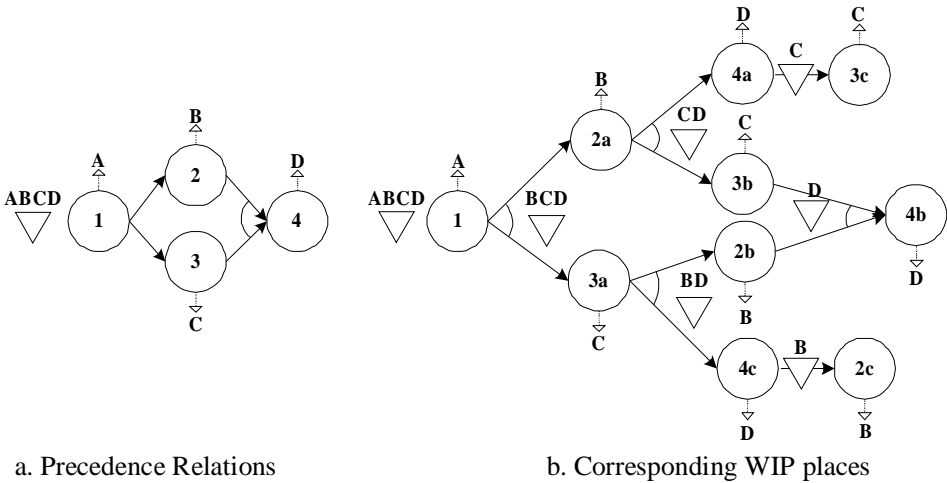 D
C
4a
C
3c
B
B
2a
CD
C
A
2
D
A
3b
ABCD
1
4
ABCD
1
BCD
D
4b
3
2b
D
3a
BD
B
C
C
4c
B
2c
D
B
a. Precedence Relations
b. Corresponding WIP places